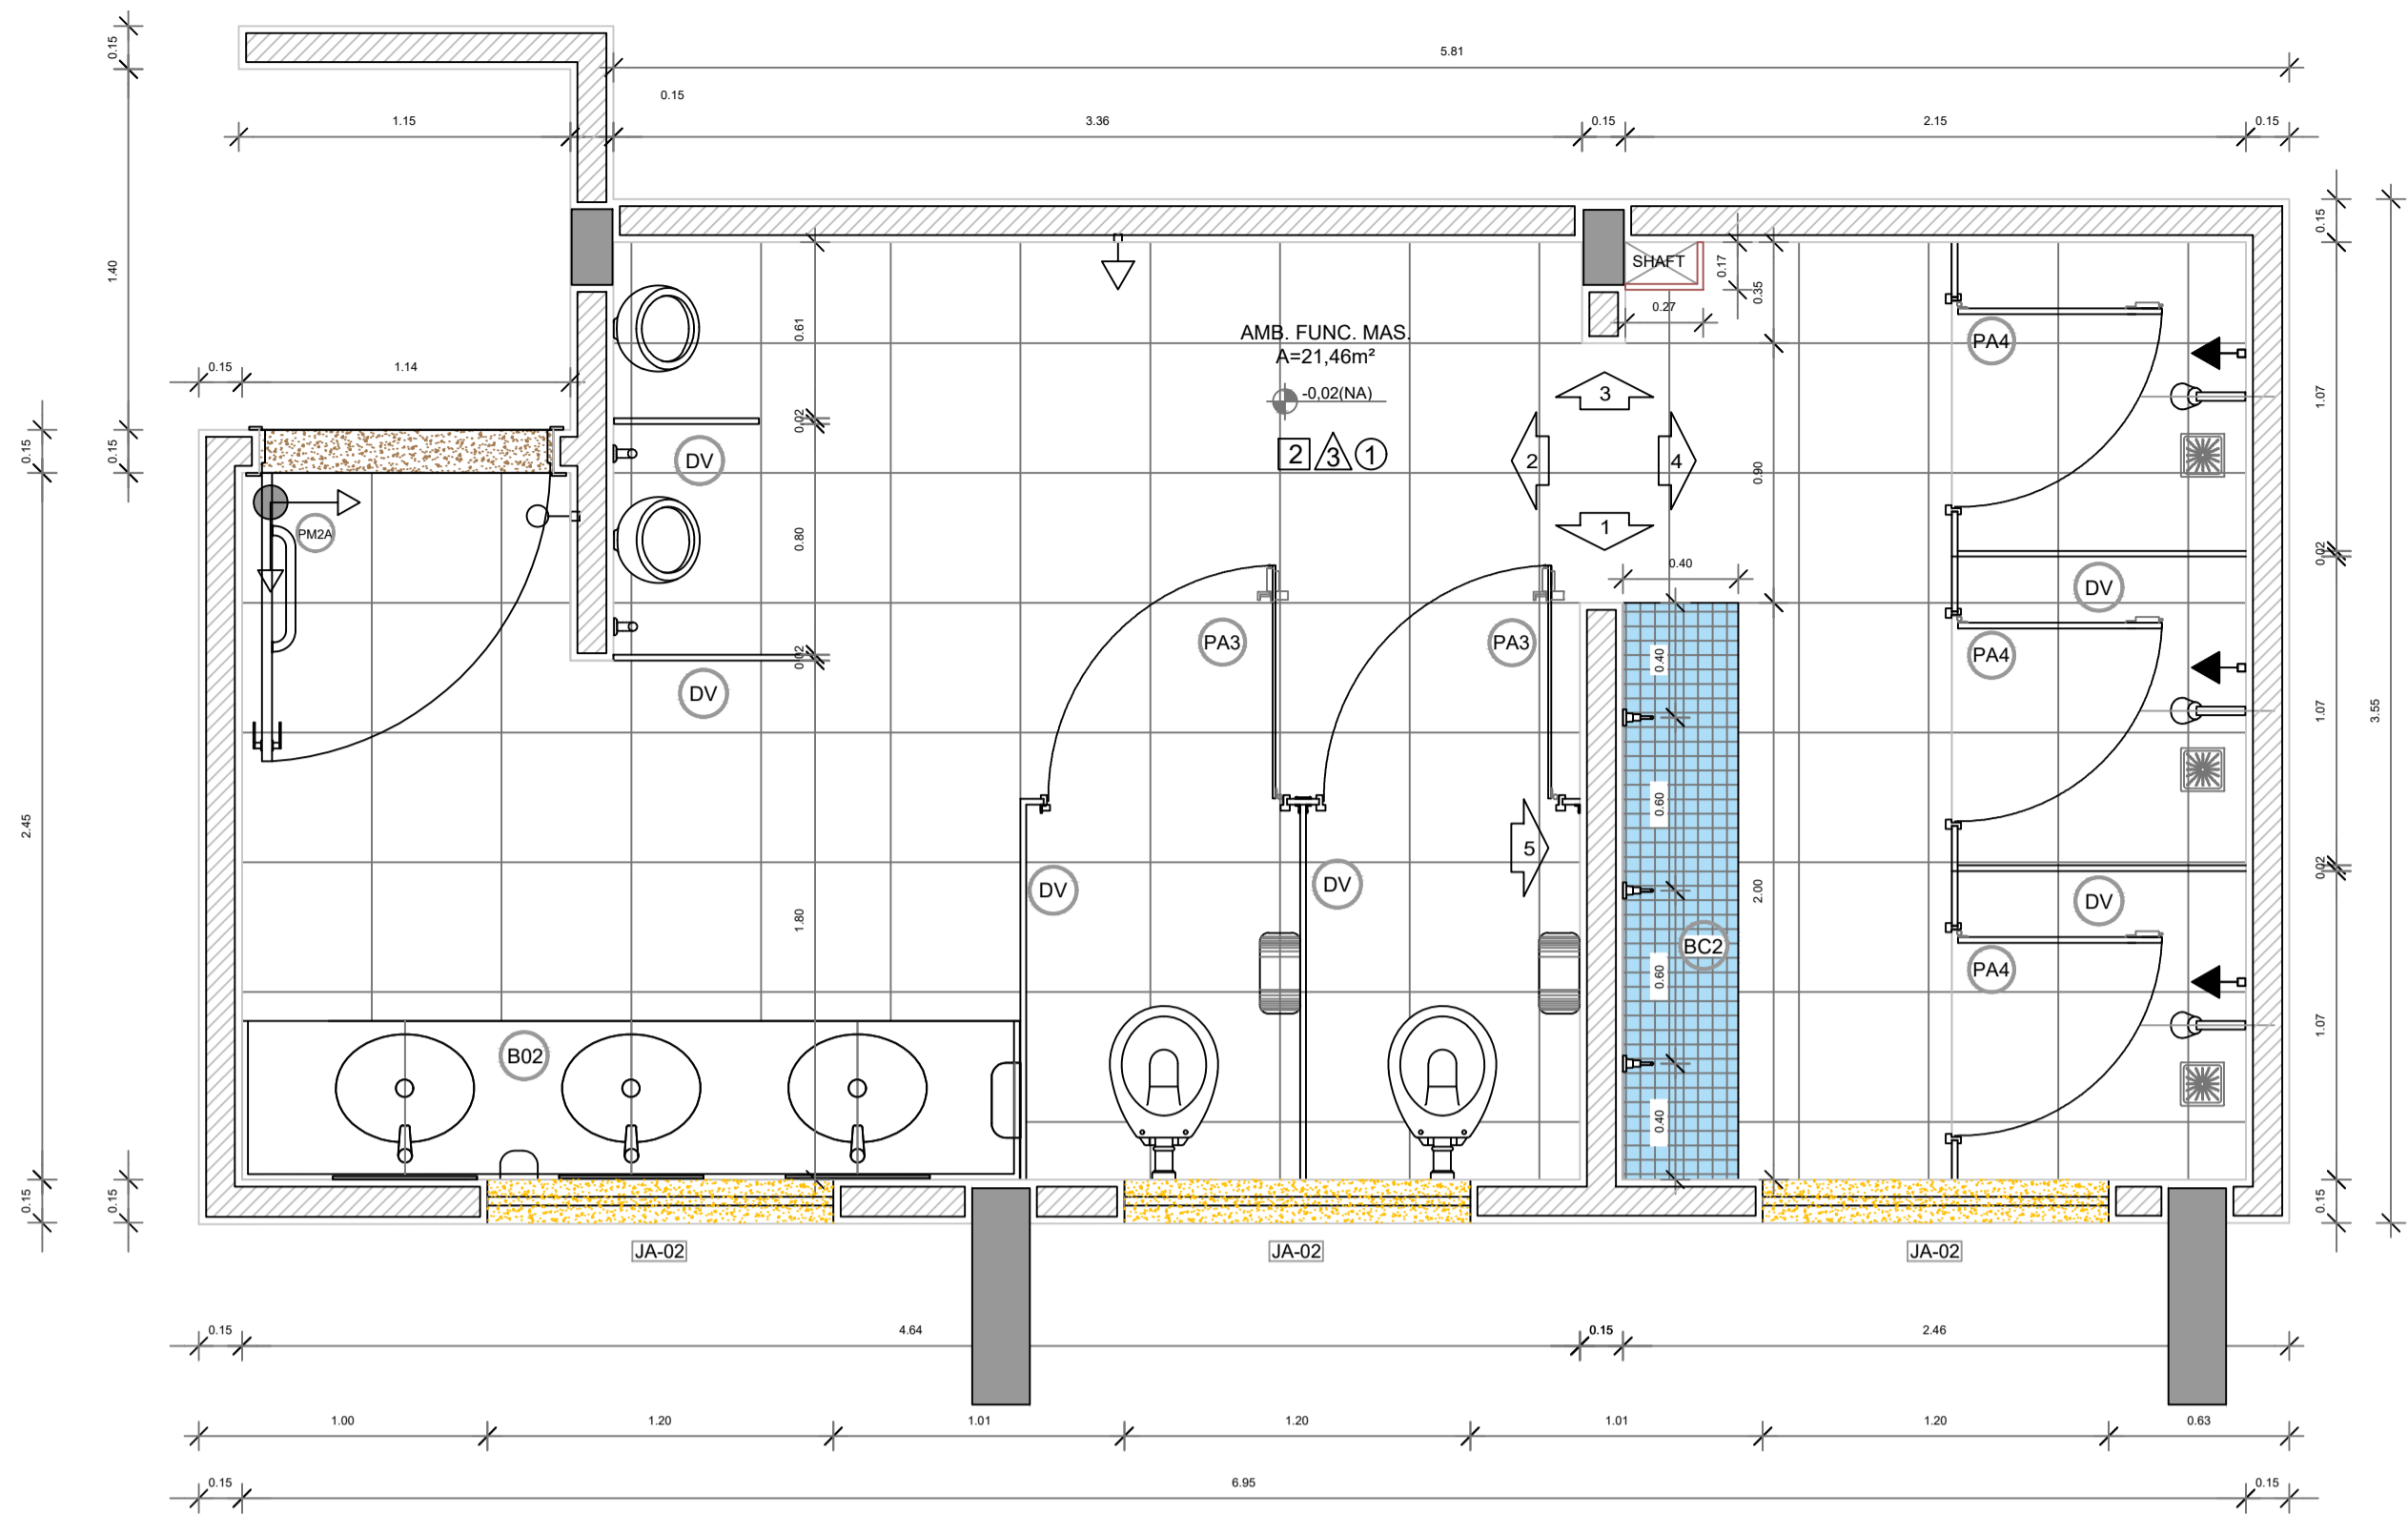 0.15
5.81
0.15
1.15
3.36
0.15
2.15
0.15
0.15
1.40
SHAFT
0.17
0.35
0.27
0.61
AMB. FUNC. MAS.
A=21,46m²
-0,02(NA)
PA4
0.15
1.14
3
1.07
0.02
2
3
1
2
4
0.90
DV
0.15
0.15
PM2A
1
0.80
0.02
0.40
DV
PA3
PA3
0.40
PA4
0.02
DV
1.07
3.55
2.45
0.60
5
DV
DV
2.00
0.02
DV
1.80
BC2
0.60
PA4
B02
0.40
1.07
0.15
0.15
0.15
JA-02
JA-02
JA-02
0.15
4.64
0.15
2.46
1.00
1.20
1.01
1.20
1.01
1.20
0.63
0.15
6.95
0.15